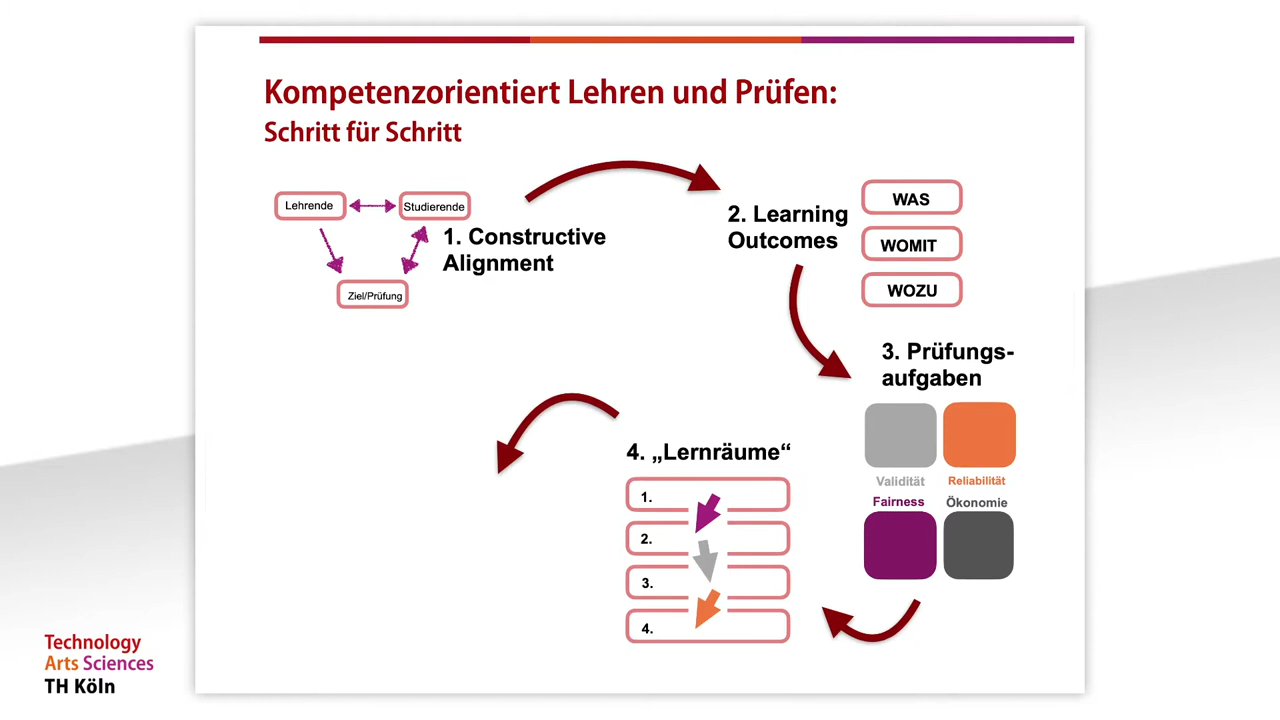 Kompetenzorientiert Lehren und Prüfen:
Schritt für Schritt
Lehrende
Studierende
Ziel/Prüfung
1. Constructive
Alignment
2. Learning
Outcomes
WAS
WOMIT
WOZU
3. Prüfungs-
aufgaben
Validität
Reliabilität
Fairness
Ökonomie
4. „Lernräume“
1.
2.
3.
4.
Technology
Arts Sciences
TH Köln